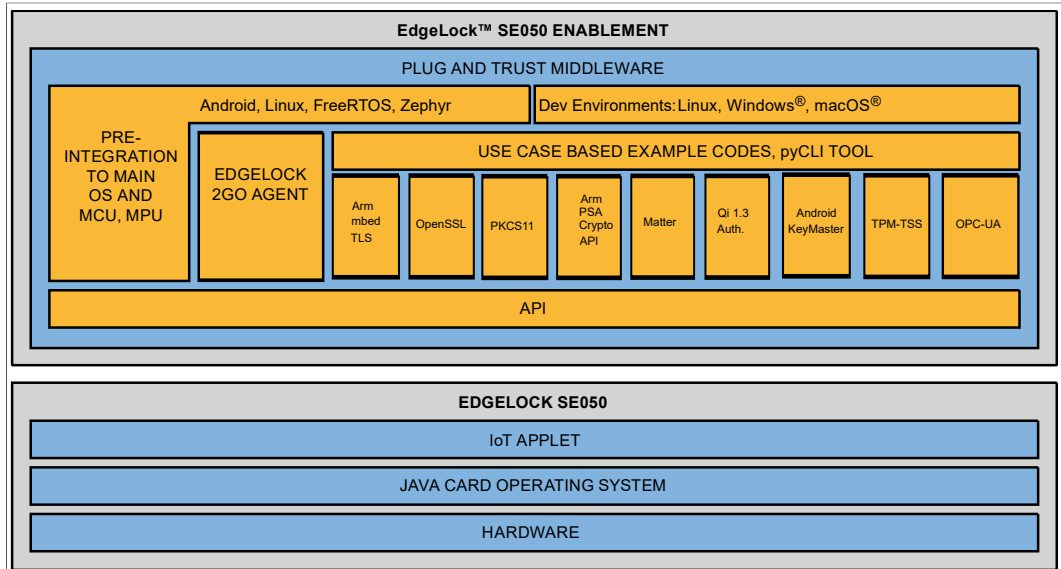 EdgeLock™ SE050 ENABLEMENT
PLUG AND TRUST MIDDLEWARE
Android, Linux, FreeRTOS, Zephyr
Dev Environments: Linux, Windows®, macOS®
PRE-
INTEGRATION
TO MAIN
OS AND
MCU, MPU
EDGELOCK
2GO AGENT
USE CASE BASED EXAMPLE CODES, pyCLI TOOL
Arm
mbed
TLS
OpenSSL
PKCS11
Arm
PSA
Crypto
API
Matter
Qi 1.3
Auth.
Android
KeyMaster
TPM-TSS
OPC-UA
API
EDGELOCK SE050
IoT APPLET
JAVA CARD OPERATING SYSTEM
HARDWARE